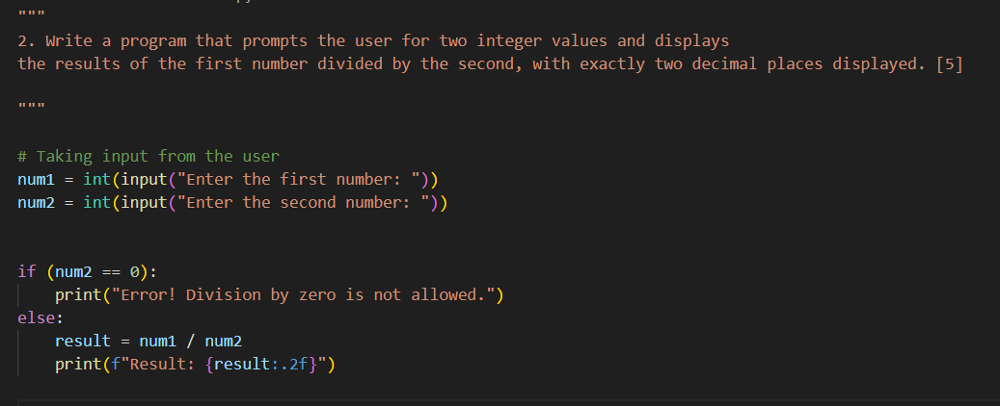 """
2. Write a program that prompts the user for two integer values and displays
the results of the first number divided by the second, with exactly two decimal places displayed. [5]
"""
# Taking input from the user
num1 = int(input("Enter the first number: "))
num2 = int(input("Enter the second number: "))
if (num2 == 0):
    print("Error! Division by zero is not allowed.")
else:
    result = num1 / num2
    print(f"Result: {result:.2f}")